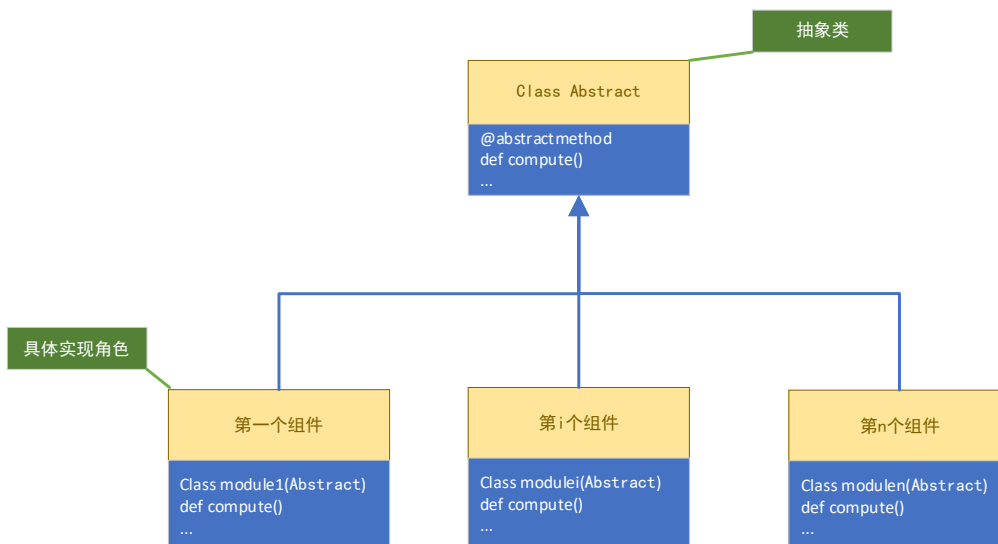 抽象类
Class Abstract
@abstractmethod
def compute()
...
具体实现角色
第一个组件
Class module1(Abstract)
def compute()
...
第i个组件
Class modulei(Abstract)
def compute()
...
第n个组件
Class modulen(Abstract)
def compute()
...